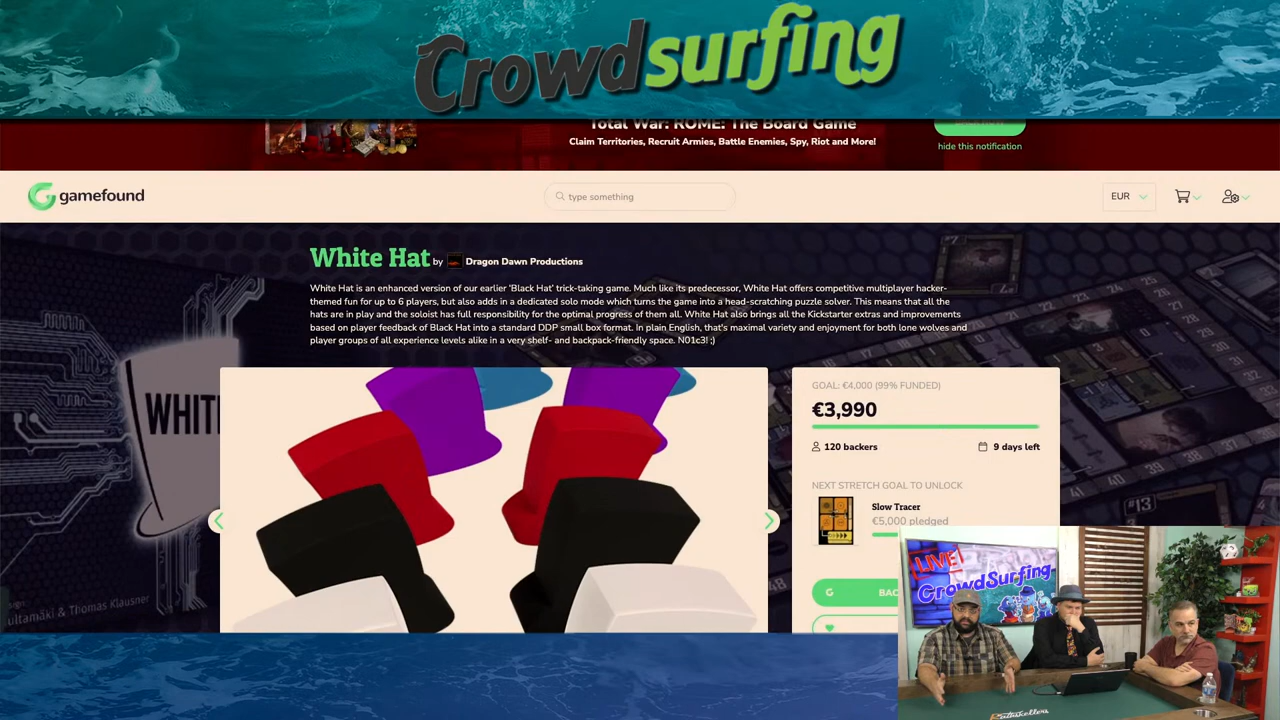 Crowdsurfing
Total War: ROME: The Board Game
Claim Territories, Recruit Armies, Battle Enemies, Spy, Riot and More!
hide this notification
gamefound
type something
EUR
White Hat by Dragon Dawn Productions
White Hat is an enhanced version of our earlier 'Black Hat' trick-taking game. Much like its predecessor, White Hat offers competitive multiplayer hacker-
themed fun for up to 6 players, but also adds in a dedicated solo mode which turns the game into a head-scratching puzzle solver. This means that all the
hats are in play and the soloist has full responsibility for the optimal progress of them all. White Hat also brings all the Kickstarter extras and improvements
based on player feedback of Black Hat into a standard DDP small box format. In plain English, that's maximal variety and enjoyment for both lone wolves and
player groups of all experience levels alike in a very shelf- and backpack-friendly space. N01c3! ;)
WHIT
GOAL: €4,000 (99% FUNDED)
€3,990
120 backers
9 days left
NEXT STRETCH GOAL TO UNLOCK
Slow Tracer
€5,000 pledged
BAC
ultamäki & Thomas Klausner
#13
LIVE!
CrowdSurfing